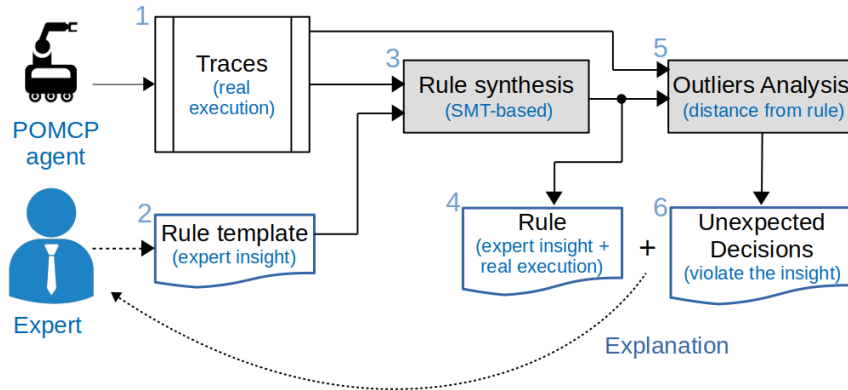 1
Traces
(real
execution)
POMCP
agent
2
Rule template
(expert insight)
Expert
3
Rule synthesis
(SMT-based)
4
Rule
(expert insight +
real execution)
+
5
Outliers Analysis
(distance from rule)
6
Unexpected
Decisions
(violate the insight)
Explanation